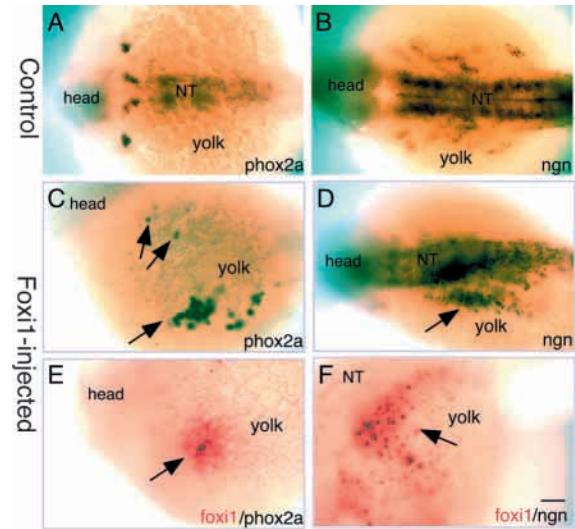 Control
Foxi1-injected
A
head
NT
yolk
phox2a
B
head
NT
yolk
ngn
C
head
yolk
phox2a
D
head
NT
yolk
ngn
E
head
yolk
foxi1/phox2a
F
NT
yolk
foxi1/ngn